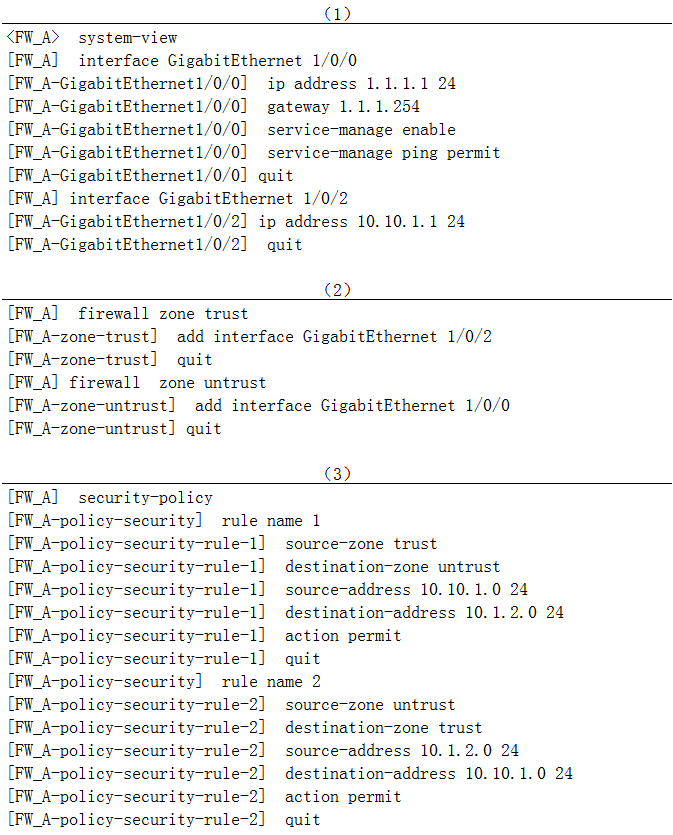 （1）
<FW_A>  system-view
[FW_A]  interface GigabitEthernet 1/0/0
[FW_A-GigabitEthernet1/0/0]  ip address 1.1.1.1 24
[FW_A-GigabitEthernet1/0/0]  gateway 1.1.1.254
[FW_A-GigabitEthernet1/0/0]  service-manage enable
[FW_A-GigabitEthernet1/0/0]  service-manage ping permit
[FW_A-GigabitEthernet1/0/0] quit
[FW_A] interface GigabitEthernet 1/0/2
[FW_A-GigabitEthernet1/0/2] ip address 10.10.1.1 24
[FW_A-GigabitEthernet1/0/2]  quit
（2）
[FW_A]  firewall zone trust
[FW_A-zone-trust]  add interface GigabitEthernet 1/0/2
[FW_A-zone-trust]  quit
[FW_A] firewall  zone untrust
[FW_A-zone-untrust]  add interface GigabitEthernet 1/0/0
[FW_A-zone-untrust] quit
（3）
[FW_A]  security-policy
[FW_A-policy-security]  rule name 1
[FW_A-policy-security-rule-1]  source-zone trust
[FW_A-policy-security-rule-1]  destination-zone untrust
[FW_A-policy-security-rule-1]  source-address 10.10.1.0 24
[FW_A-policy-security-rule-1]  destination-address 10.1.2.0 24
[FW_A-policy-security-rule-1]  action permit
[FW_A-policy-security-rule-1]  quit
[FW_A-policy-security]  rule name 2
[FW_A-policy-security-rule-2]  source-zone untrust
[FW_A-policy-security-rule-2]  destination-zone trust
[FW_A-policy-security-rule-2]  source-address 10.1.2.0 24
[FW_A-policy-security-rule-2]  destination-address 10.10.1.0 24
[FW_A-policy-security-rule-2]  action permit
[FW_A-policy-security-rule-2]  quit